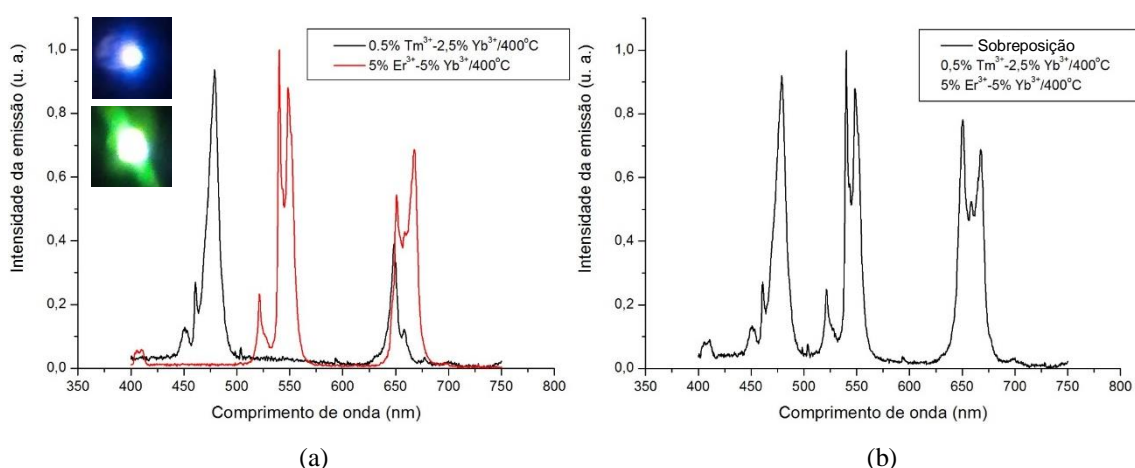 1,0
0,8
0,6
0,4
0,2
0,0
Intensidade da emissão (u. a.)
0.5% Tm³⁺-2,5% Yb³⁺/400°C
5% Er³⁺-5% Yb³⁺/400°C
350 400 450 500 550 600 650 700 750 800
Comprimento de onda (nm)
(a)
1,0
0,8
0,6
0,4
0,2
0,0
Intensidade da emissão (u. a.)
Sobreposição
0,5% Tm³⁺-2,5% Yb³⁺/400°C
5% Er³⁺-5% Yb³⁺/400°C
350 400 450 500 550 600 650 700 750 800
Comprimento de onda (nm)
(b)